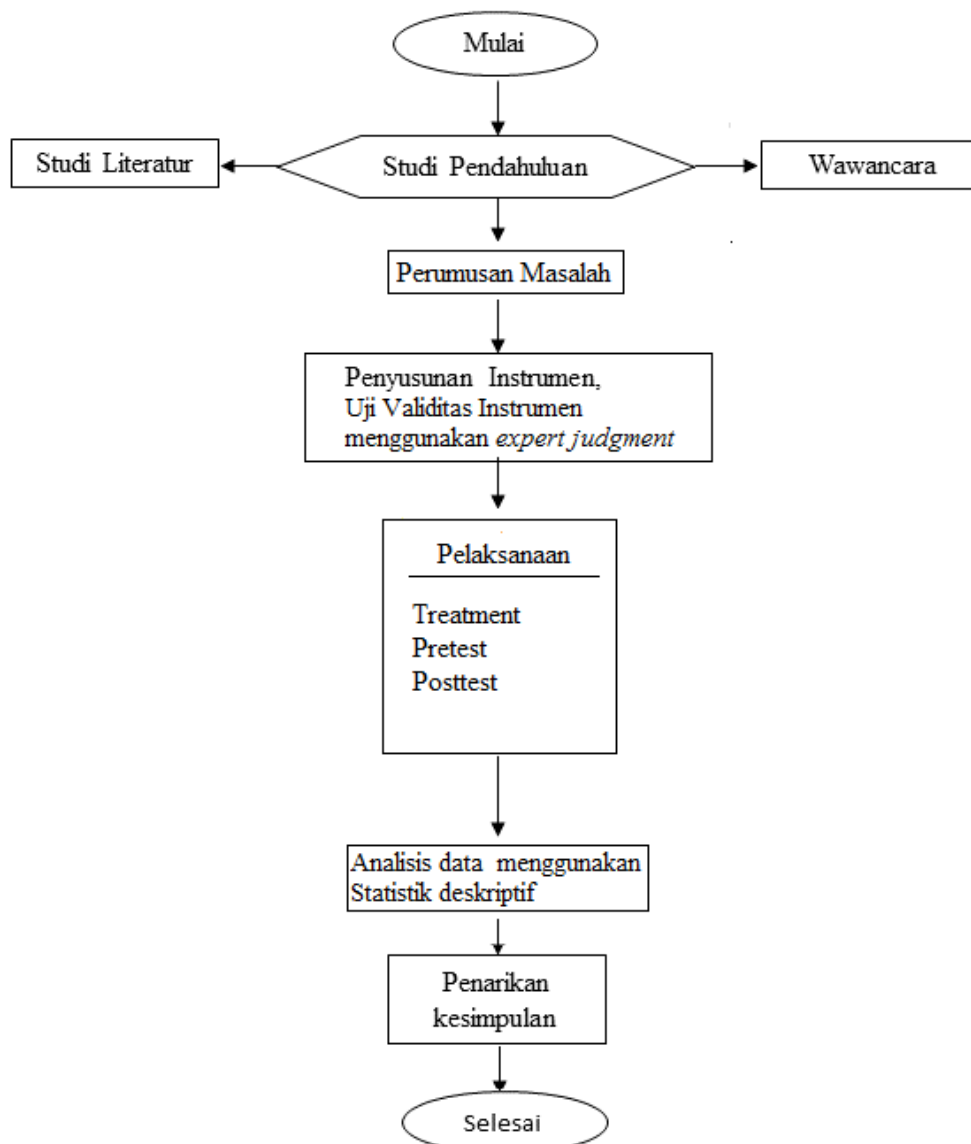 Mulai
Studi Literatur
Studi Pendahuluan
Wawancara
Perumusan Masalah
Penyusunan Instrumen,
Uji Validitas Instrumen
menggunakan expert judgment
Pelaksanaan
Treatment
Pretest
Posttest
Analisis data menggunakan
Statistik deskriptif
Penarikan
kesimpulan
Selesai